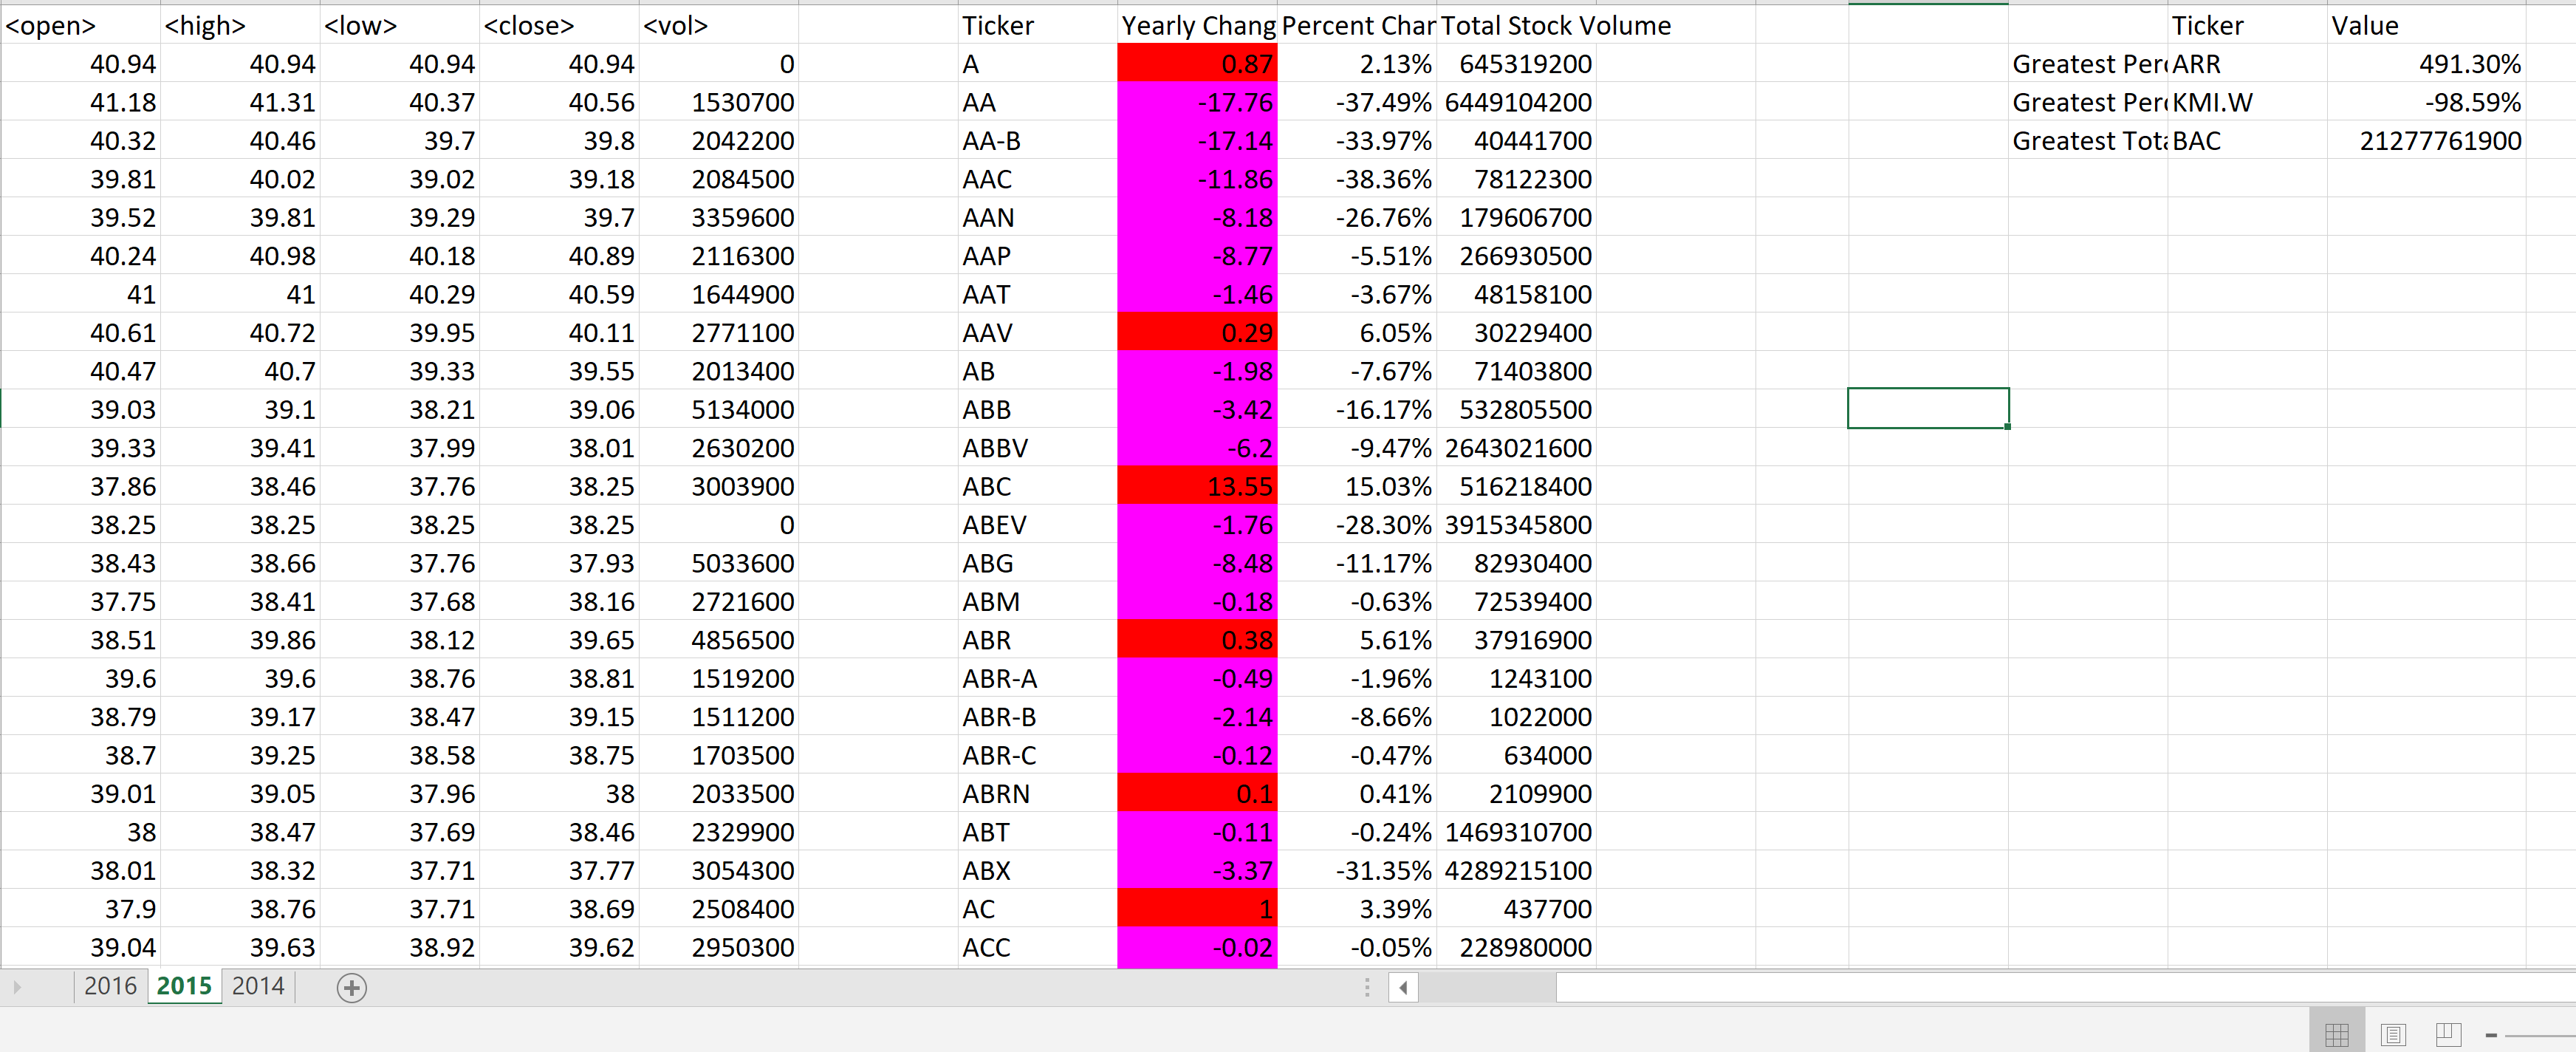 <open> <high> <low> <close> <vol> Ticker Yearly Chang Percent Char Total Stock Volume Ticker Value
40.94 40.94 40.94 40.94 0 A 0.87 2.13% 645319200 Greatest Perc ARR 491.30%
41.18 41.31 40.37 40.56 1530700 AA -17.76 -37.49% 6449104200 Greatest Perc KMI.W -98.59%
40.32 40.46 39.7 39.8 2042200 AA-B -17.14 -33.97% 40441700 Greatest Tota BAC 21277761900
39.81 40.02 39.02 39.18 2084500 AAC -11.86 -38.36% 78122300
39.52 39.81 39.29 39.7 3359600 AAN -8.18 -26.76% 179606700
40.24 40.98 40.18 40.89 2116300 AAP -8.77 -5.51% 266930500
41 41 40.29 40.59 1644900 AAT -1.46 -3.67% 48158100
40.61 40.72 39.95 40.11 2771100 AAV 0.29 6.05% 30229400
40.47 40.7 39.33 39.55 2013400 AB -1.98 -7.67% 71403800
39.03 39.1 38.21 39.06 5134000 ABB -3.42 -16.17% 532805500
39.33 39.41 37.99 38.01 2630200 ABBV -6.2 -9.47% 2643021600
37.86 38.46 37.76 38.25 3003900 ABC 13.55 15.03% 516218400
38.25 38.25 38.25 38.25 0 ABEV -1.76 -28.30% 3915345800
38.43 38.66 37.76 37.93 5033600 ABG -8.48 -11.17% 82930400
37.75 38.41 37.68 38.16 2721600 ABM -0.18 -0.63% 72539400
38.51 39.86 38.12 39.65 4856500 ABR 0.38 5.61% 37916900
39.6 39.6 38.76 38.81 1519200 ABR-A -0.49 -1.96% 1243100
38.79 39.17 38.47 39.15 1511200 ABR-B -2.14 -8.66% 1022000
38.7 39.25 38.58 38.75 1703500 ABR-C -0.12 -0.47% 634000
39.01 39.05 37.96 38 2033500 ABRN 0.1 0.41% 2109900
38 38.47 37.69 38.46 2329900 ABT -0.11 -0.24% 1469310700
38.01 38.32 37.71 37.77 3054300 ABX -3.37 -31.35% 4289215100
37.9 38.76 37.71 38.69 2508400 AC 1 3.39% 437700
39.04 39.63 38.92 39.62 2950300 ACC -0.02 -0.05% 228980000
2016 2015 2014